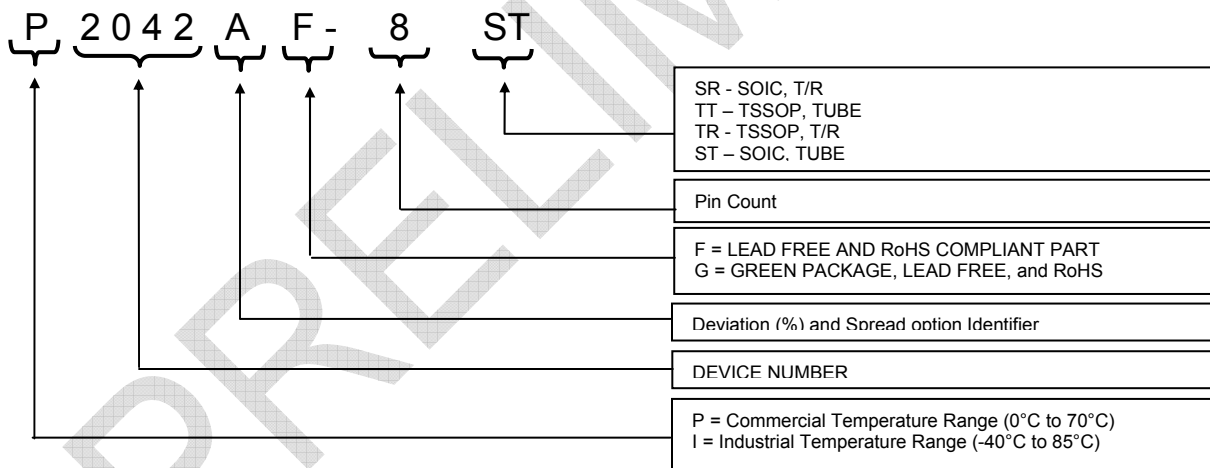 P 2042 A F - 8 ST
SR - SOIC, T/R
TT – TSSOP, TUBE
TR - TSSOP, T/R
ST – SOIC, TUBE
Pin Count
F = LEAD FREE AND RoHS COMPLIANT PART
G = GREEN PACKAGE, LEAD FREE, and RoHS
Deviation (%) and Spread option Identifier
DEVICE NUMBER
P = Commercial Temperature Range (0°C to 70°C)
I = Industrial Temperature Range (-40°C to 85°C)
PRELIM